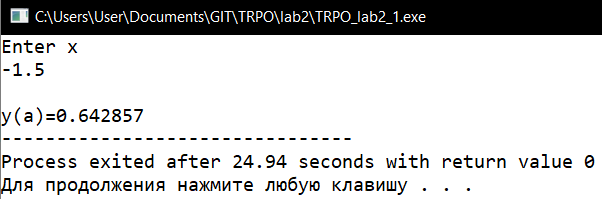 C:\Users\User\Documents\GIT\TRPO\lab2\TRPO_lab2_1.exe
Enter x
-1.5
y(a)=0.642857
--------------------------------
Process exited after 24.94 seconds with return value 0
Для продолжения нажмите любую клавишу . . .